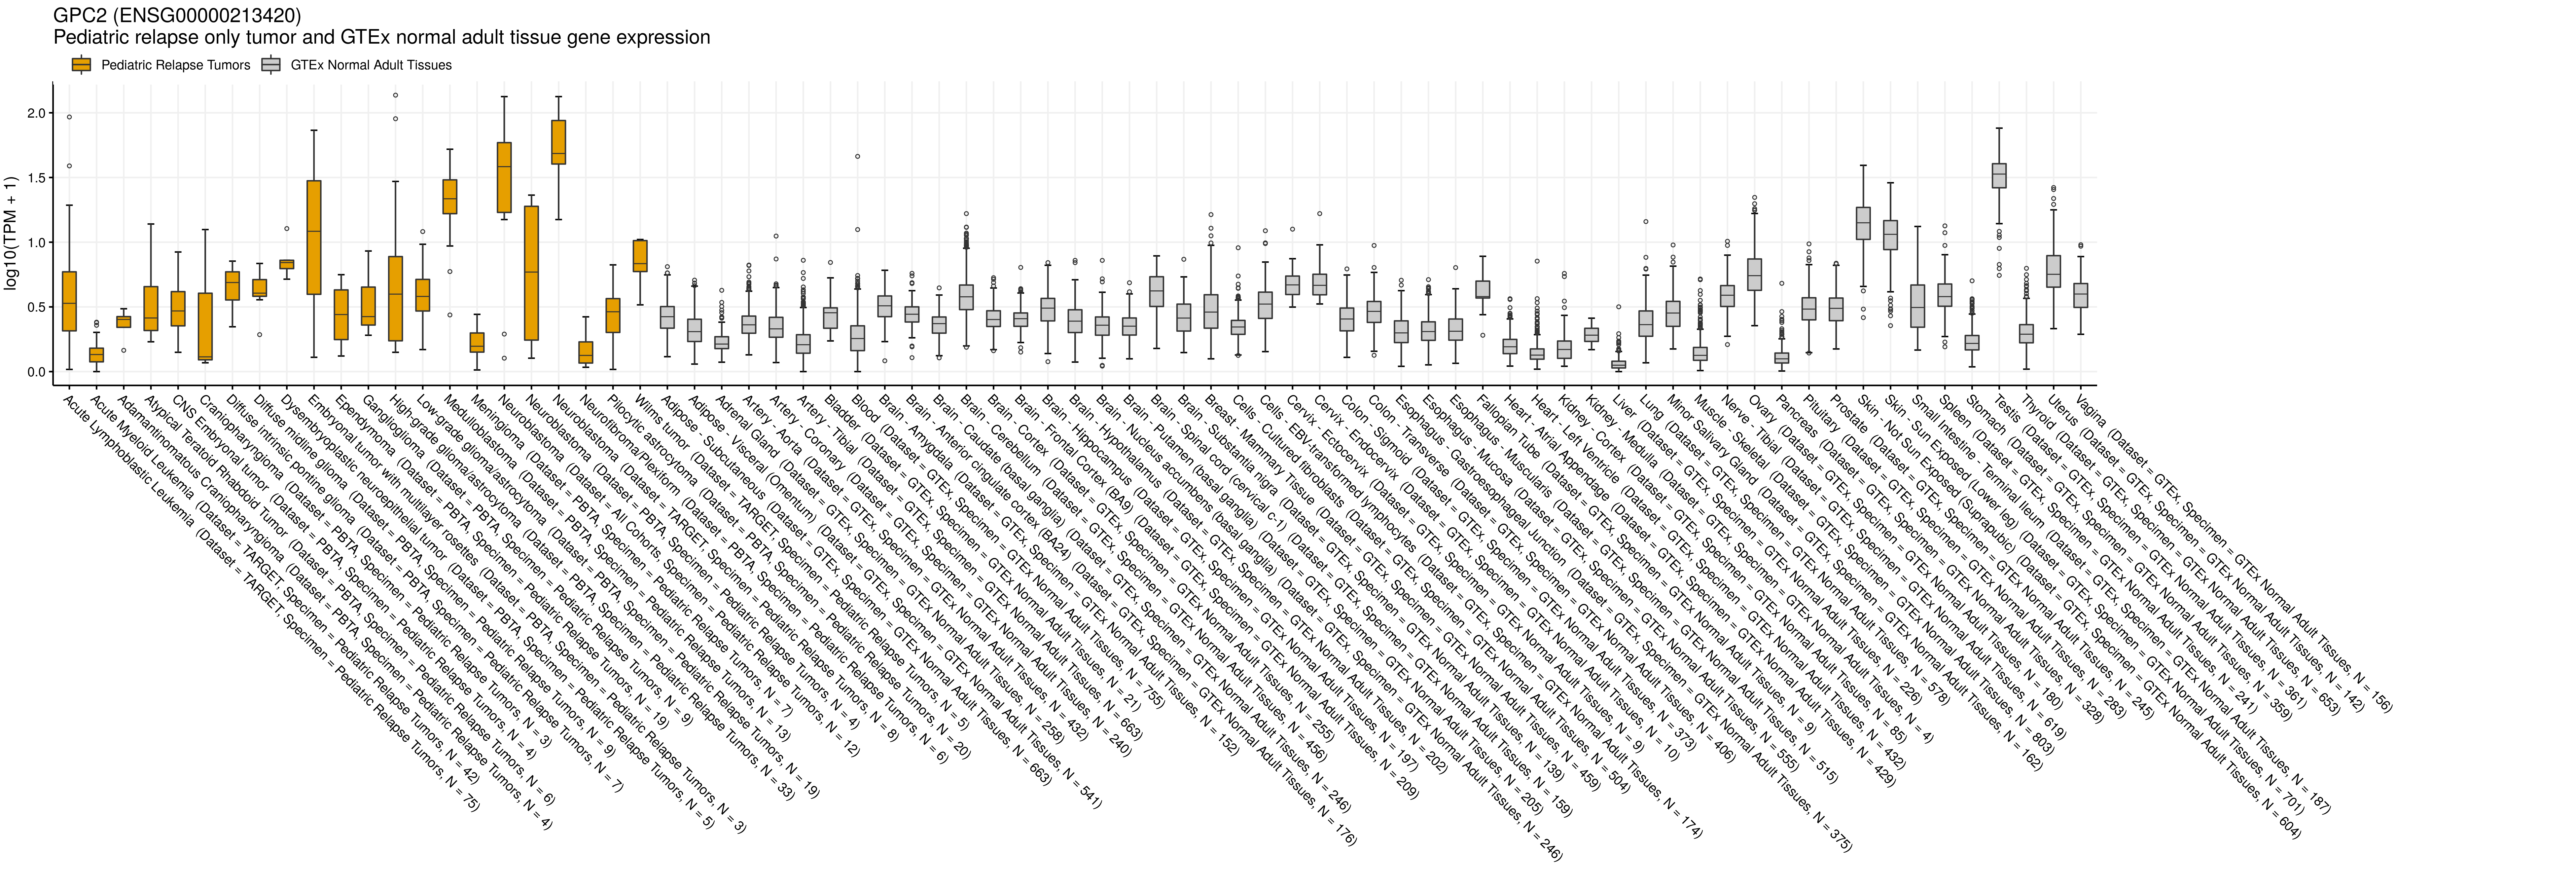 GPC2 (ENSG00000213420)
Pediatric relapse only tumor and GTEx normal adult tissue gene expression
Pediatric Relapse Tumors
GTEx Normal Adult Tissues
log10(TPM + 1)
2.0
1.5
1.0
0.5
0.0
Acute Lymphoblastic Leukemia (Dataset = TARGET, Specimen = Pediatric Relapse Tumors, N = 75)
Acute Myeloid Leukemia (Dataset = TARGET, Specimen = Pediatric Relapse Tumors, N = 42)
Adamantinomatous Craniopharyngioma (Dataset = PBTA, Specimen = Pediatric Relapse Tumors, N = 4)
Atypical Teratoid Rhabdoid Tumor (Dataset = PBTA, Specimen = Pediatric Relapse Tumors, N = 6)
CNS Embryonal tumor (Dataset = PBTA, Specimen = Pediatric Relapse Tumors, N = 4)
Craniopharyngioma (Dataset = PBTA, Specimen = Pediatric Relapse Tumors, N = 3)
Diffuse intrinsic pontine glioma (Dataset = PBTA, Specimen = Pediatric Relapse Tumors, N = 7)
Diffuse midline glioma (Dataset = PBTA, Specimen = Pediatric Relapse Tumors, N = 9)
Dysembryoplastic neuroepithelial tumor (Dataset = PBTA, Specimen = Pediatric Relapse Tumors, N = 5)
Embryonal tumor with multilayer rosettes (Dataset = PBTA, Specimen = Pediatric Relapse Tumors, N = 3)
Ependymoma (Dataset = PBTA, Specimen = Pediatric Relapse Tumors, N = 19)
Ganglioglioma (Dataset = PBTA, Specimen = Pediatric Relapse Tumors, N = 9)
High-grade glioma/astrocytoma (Dataset = PBTA, Specimen = Pediatric Relapse Tumors, N = 33)
Low-grade glioma/astrocytoma (Dataset = PBTA, Specimen = Pediatric Relapse Tumors, N = 19)
Medulloblastoma (Dataset = PBTA, Specimen = Pediatric Relapse Tumors, N = 13)
Meningioma (Dataset = PBTA, Specimen = Pediatric Relapse Tumors, N = 7)
Neuroblastoma (Dataset = All Cohorts, Specimen = Pediatric Relapse Tumors, N = 12)
Neuroblastoma (Dataset = PBTA, Specimen = Pediatric Relapse Tumors, N = 4)
Neuroblastoma (Dataset = TARGET, Specimen = Pediatric Relapse Tumors, N = 8)
Neurofibroma/Plexiform (Dataset = PBTA, Specimen = Pediatric Relapse Tumors, N = 6)
Pilocytic astrocytoma (Dataset = PBTA, Specimen = Pediatric Relapse Tumors, N = 20)
Wilms tumor (Dataset = TARGET, Specimen = Pediatric Relapse Tumors, N = 5)
Adipose - Subcutaneous (Dataset = GTEx, Specimen = GTEx Normal Adult Tissues, N = 663)
Adipose - Visceral (Omentum) (Dataset = GTEx, Specimen = GTEx Normal Adult Tissues, N = 541)
Adrenal Gland (Dataset = GTEx, Specimen = GTEx Normal Adult Tissues, N = 258)
Artery - Aorta (Dataset = GTEx, Specimen = GTEx Normal Adult Tissues, N = 432)
Artery - Coronary (Dataset = GTEx, Specimen = GTEx Normal Adult Tissues, N = 240)
Artery - Tibial (Dataset = GTEx, Specimen = GTEx Normal Adult Tissues, N = 663)
Bladder (Dataset = GTEx, Specimen = GTEx Normal Adult Tissues, N = 21)
Blood (Dataset = GTEx, Specimen = GTEx Normal Adult Tissues, N = 755)
Brain - Amygdala (Dataset = GTEx, Specimen = GTEx Normal Adult Tissues, N = 152)
Brain - Anterior cingulate cortex (BA24) (Dataset = GTEx, Specimen = GTEx Normal Adult Tissues, N = 176)
Brain - Caudate (basal ganglia) (Dataset = GTEx, Specimen = GTEx Normal Adult Tissues, N = 246)
Brain - Cerebellum (Dataset = GTEx, Specimen = GTEx Normal Adult Tissues, N = 456)
Brain - Cortex (Dataset = GTEx, Specimen = GTEx Normal Adult Tissues, N = 255)
Brain - Frontal Cortex (BA9) (Dataset = GTEx, Specimen = GTEx Normal Adult Tissues, N = 209)
Brain - Hippocampus (Dataset = GTEx, Specimen = GTEx Normal Adult Tissues, N = 197)
Brain - Hypothalamus (Dataset = GTEx, Specimen = GTEx Normal Adult Tissues, N = 202)
Brain - Nucleus accumbens (basal ganglia) (Dataset = GTEx, Specimen = GTEx Normal Adult Tissues, N = 246)
Brain - Putamen (basal ganglia) (Dataset = GTEx, Specimen = GTEx Normal Adult Tissues, N = 205)
Brain - Spinal cord (cervical c-1) (Dataset = GTEx, Specimen = GTEx Normal Adult Tissues, N = 159)
Brain - Substantia nigra (Dataset = GTEx, Specimen = GTEx Normal Adult Tissues, N = 139)
Breast - Mammary Tissue (Dataset = GTEx, Specimen = GTEx Normal Adult Tissues, N = 459)
Cells - Cultured fibroblasts (Dataset = GTEx, Specimen = GTEx Normal Adult Tissues, N = 504)
Cells - EBV-transformed lymphocytes (Dataset = GTEx, Specimen = GTEx Normal Adult Tissues, N = 174)
Cervix - Ectocervix (Dataset = GTEx, Specimen = GTEx Normal Adult Tissues, N = 9)
Cervix - Endocervix (Dataset = GTEx, Specimen = GTEx Normal Adult Tissues, N = 10)
Colon - Sigmoid (Dataset = GTEx, Specimen = GTEx Normal Adult Tissues, N = 373)
Colon - Transverse (Dataset = GTEx, Specimen = GTEx Normal Adult Tissues, N = 406)
Esophagus - Gastroesophageal Junction (Dataset = GTEx, Specimen = GTEx Normal Adult Tissues, N = 375)
Esophagus - Mucosa (Dataset = GTEx, Specimen = GTEx Normal Adult Tissues, N = 555)
Esophagus - Muscularis (Dataset = GTEx, Specimen = GTEx Normal Adult Tissues, N = 515)
Fallopian Tube (Dataset = GTEx, Specimen = GTEx Normal Adult Tissues, N = 9)
Heart - Atrial Appendage (Dataset = GTEx, Specimen = GTEx Normal Adult Tissues, N = 429)
Heart - Left Ventricle (Dataset = GTEx, Specimen = GTEx Normal Adult Tissues, N = 432)
Kidney - Cortex (Dataset = GTEx, Specimen = GTEx Normal Adult Tissues, N = 85)
Kidney - Medulla (Dataset = GTEx, Specimen = GTEx Normal Adult Tissues, N = 4)
Liver (Dataset = GTEx, Specimen = GTEx Normal Adult Tissues, N = 226)
Lung (Dataset = GTEx, Specimen = GTEx Normal Adult Tissues, N = 578)
Minor Salivary Gland (Dataset = GTEx, Specimen = GTEx Normal Adult Tissues, N = 162)
Muscle - Skeletal (Dataset = GTEx, Specimen = GTEx Normal Adult Tissues, N = 803)
Nerve - Tibial (Dataset = GTEx, Specimen = GTEx Normal Adult Tissues, N = 619)
Ovary (Dataset = GTEx, Specimen = GTEx Normal Adult Tissues, N = 180)
Pancreas (Dataset = GTEx, Specimen = GTEx Normal Adult Tissues, N = 328)
Pituitary (Dataset = GTEx, Specimen = GTEx Normal Adult Tissues, N = 283)
Prostate (Dataset = GTEx, Specimen = GTEx Normal Adult Tissues, N = 245)
Skin - Not Sun Exposed (Suprapubic) (Dataset = GTEx, Specimen = GTEx Normal Adult Tissues, N = 604)
Skin - Sun Exposed (Lower leg) (Dataset = GTEx, Specimen = GTEx Normal Adult Tissues, N = 701)
Small Intestine - Terminal Ileum (Dataset = GTEx, Specimen = GTEx Normal Adult Tissues, N = 187)
Spleen (Dataset = GTEx, Specimen = GTEx Normal Adult Tissues, N = 241)
Stomach (Dataset = GTEx, Specimen = GTEx Normal Adult Tissues, N = 359)
Testis (Dataset = GTEx, Specimen = GTEx Normal Adult Tissues, N = 361)
Thyroid (Dataset = GTEx, Specimen = GTEx Normal Adult Tissues, N = 653)
Uterus (Dataset = GTEx, Specimen = GTEx Normal Adult Tissues, N = 142)
Vagina (Dataset = GTEx, Specimen = GTEx Normal Adult Tissues, N = 156)